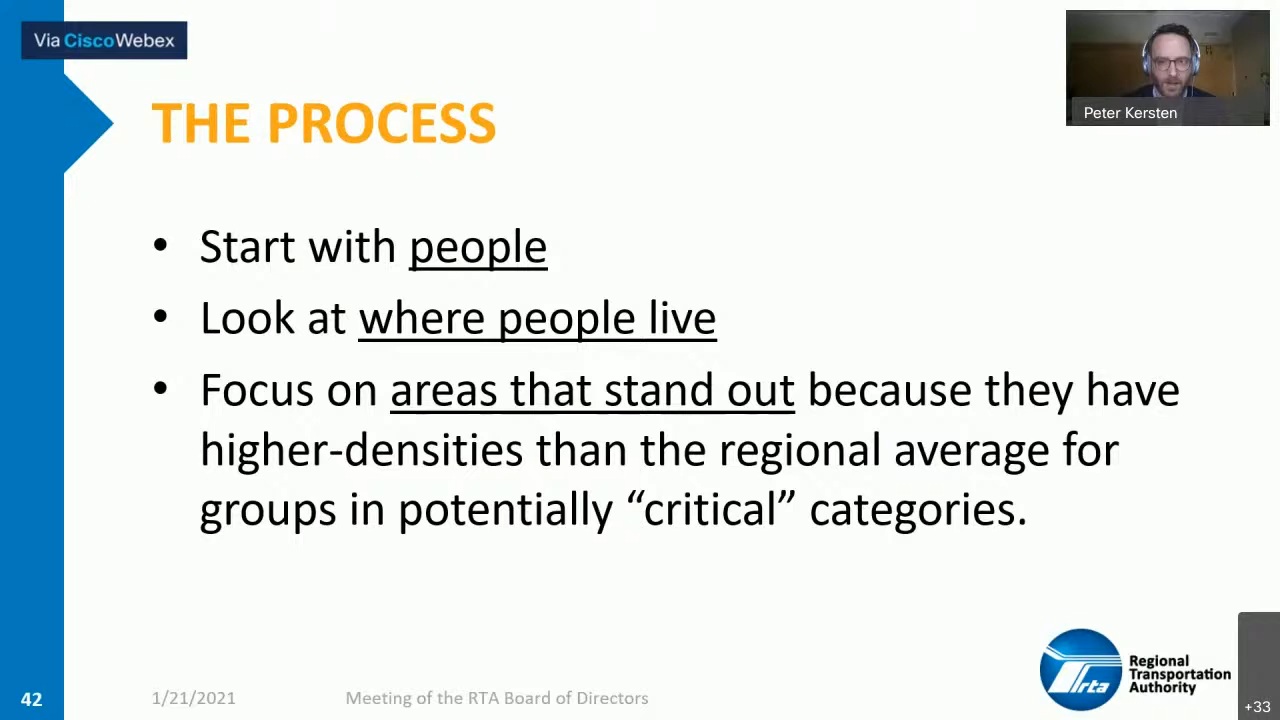 Via CiscoWebex
Peter Kersten
THE PROCESS
• Start with people
• Look at where people live
• Focus on areas that stand out because they have
higher-densities than the regional average for
groups in potentially “critical” categories.
42
1/21/2021
Meeting of the RTA Board of Directors
rta
Regional
Transportation
Authority
+33